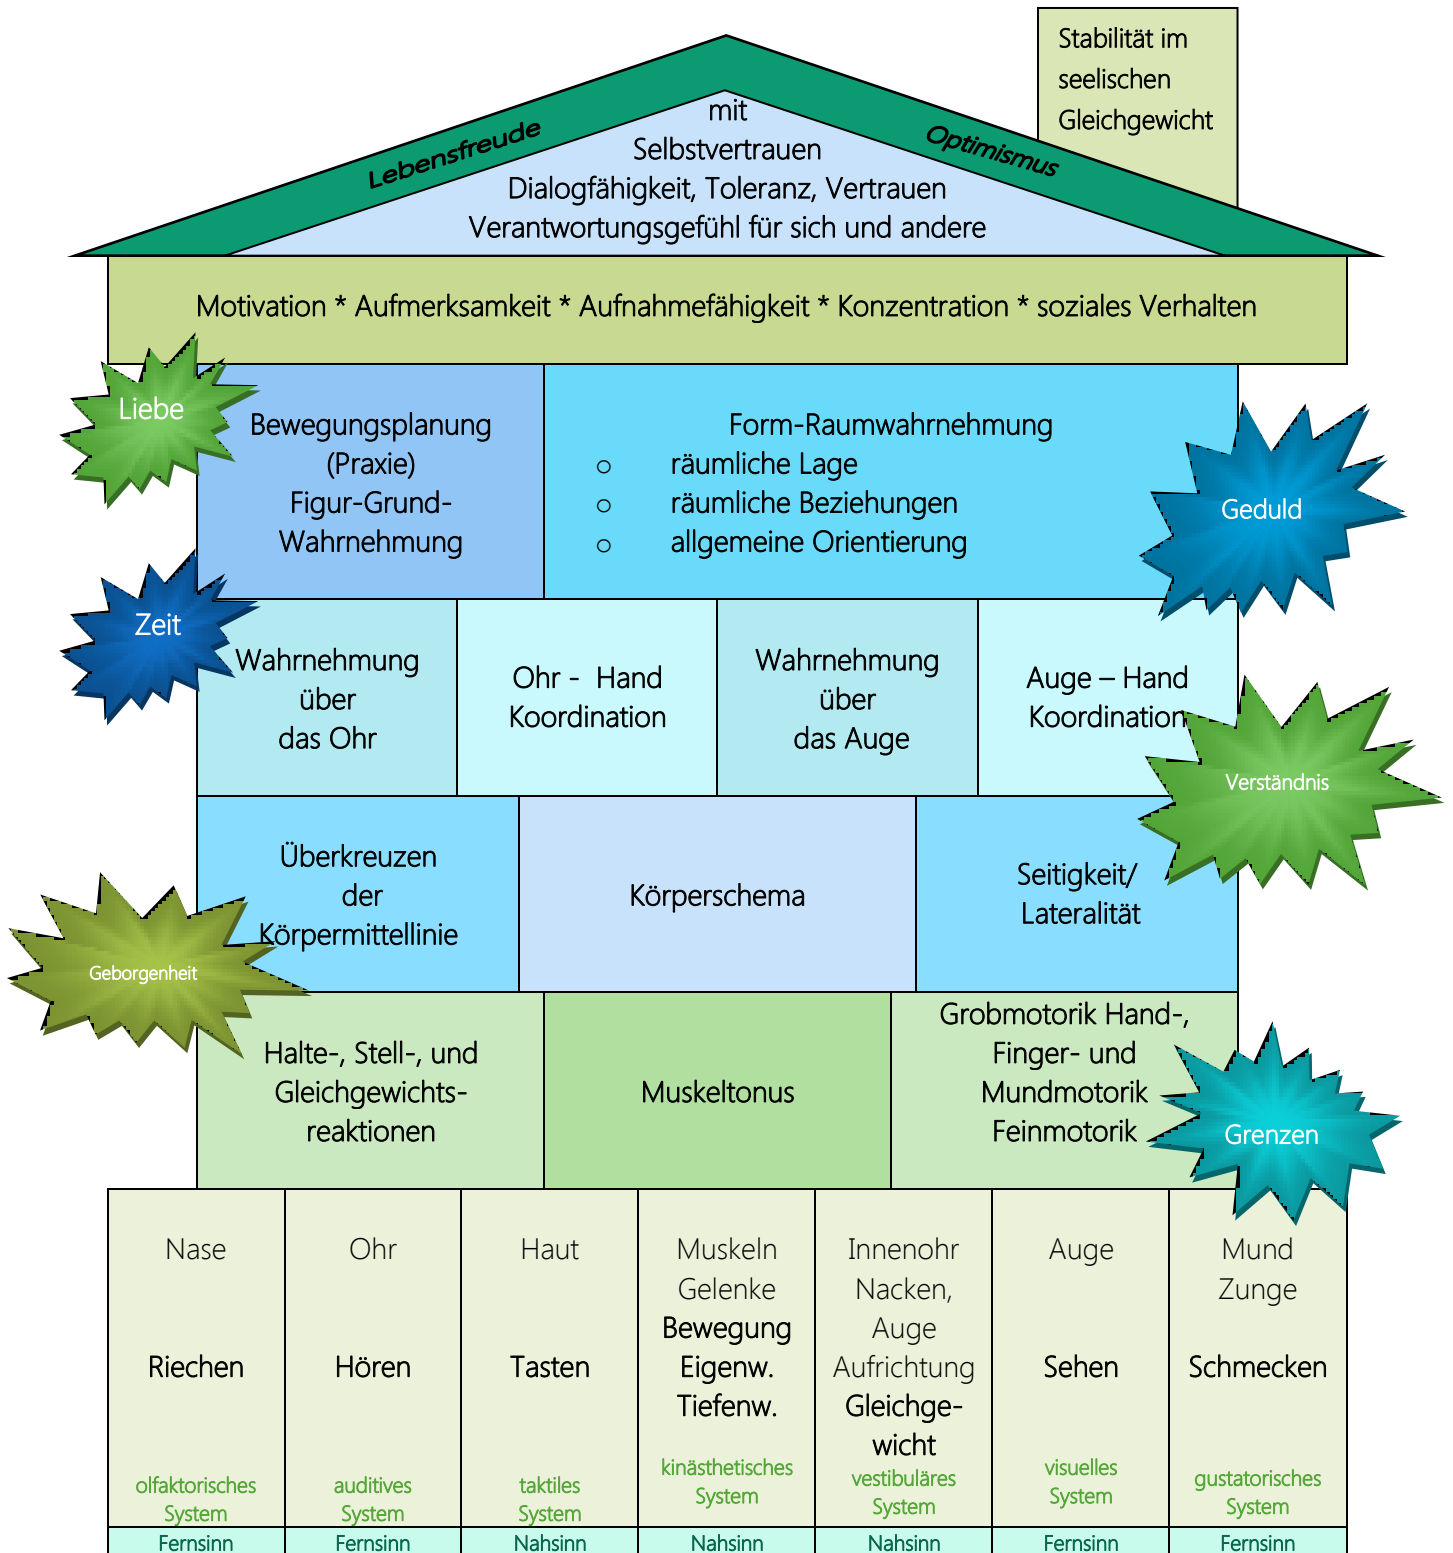 Stabilität im
seelischen
Gleichgewicht
Lebensfreude
Optimismus
mit
Selbstvertrauen
Dialogfähigkeit, Toleranz, Vertrauen
Verantwortungsgefühl für sich und andere
Motivation * Aufmerksamkeit * Aufnahmefähigkeit * Konzentration * soziales Verhalten
Liebe
Bewegungsplanung
(Praxie)
Figur-Grund-
Wahrnehmung
Form-Raumwahrnehmung
o räumliche Lage
o räumliche Beziehungen
o allgemeine Orientierung
Geduld
Zeit
Wahrnehmung
über
das Ohr
Ohr - Hand
Koordination
Wahrnehmung
über
das Auge
Auge – Hand
Koordination
Verständnis
Überkreuzen
der
Körpermittellinie
Körperschema
Seitigkeit/
Lateralität
Geborgenheit
Halte-, Stell-, und
Gleichgewichts-
reaktionen
Muskeltonus
Grobmotorik Hand-,
Finger- und
Mundmotorik
Feinmotorik
Grenzen
Nase
Riechen
olfaktorisches
System
Fernsinn
Ohr
Hören
auditives
System
Fernsinn
Haut
Tasten
taktiles
System
Nahsinn
Muskeln
Gelenke
Bewegung
Eigenw.
Tiefenw.
kinästhetisches
System
Nahsinn
Innenohr
Nacken,
Auge
Aufrichtung
Gleichge-
wicht
vestibuläres
System
Nahsinn
Auge
Sehen
visuelles
System
Fernsinn
Mund
Zunge
Schmecken
gustatorisches
System
Fernsinn